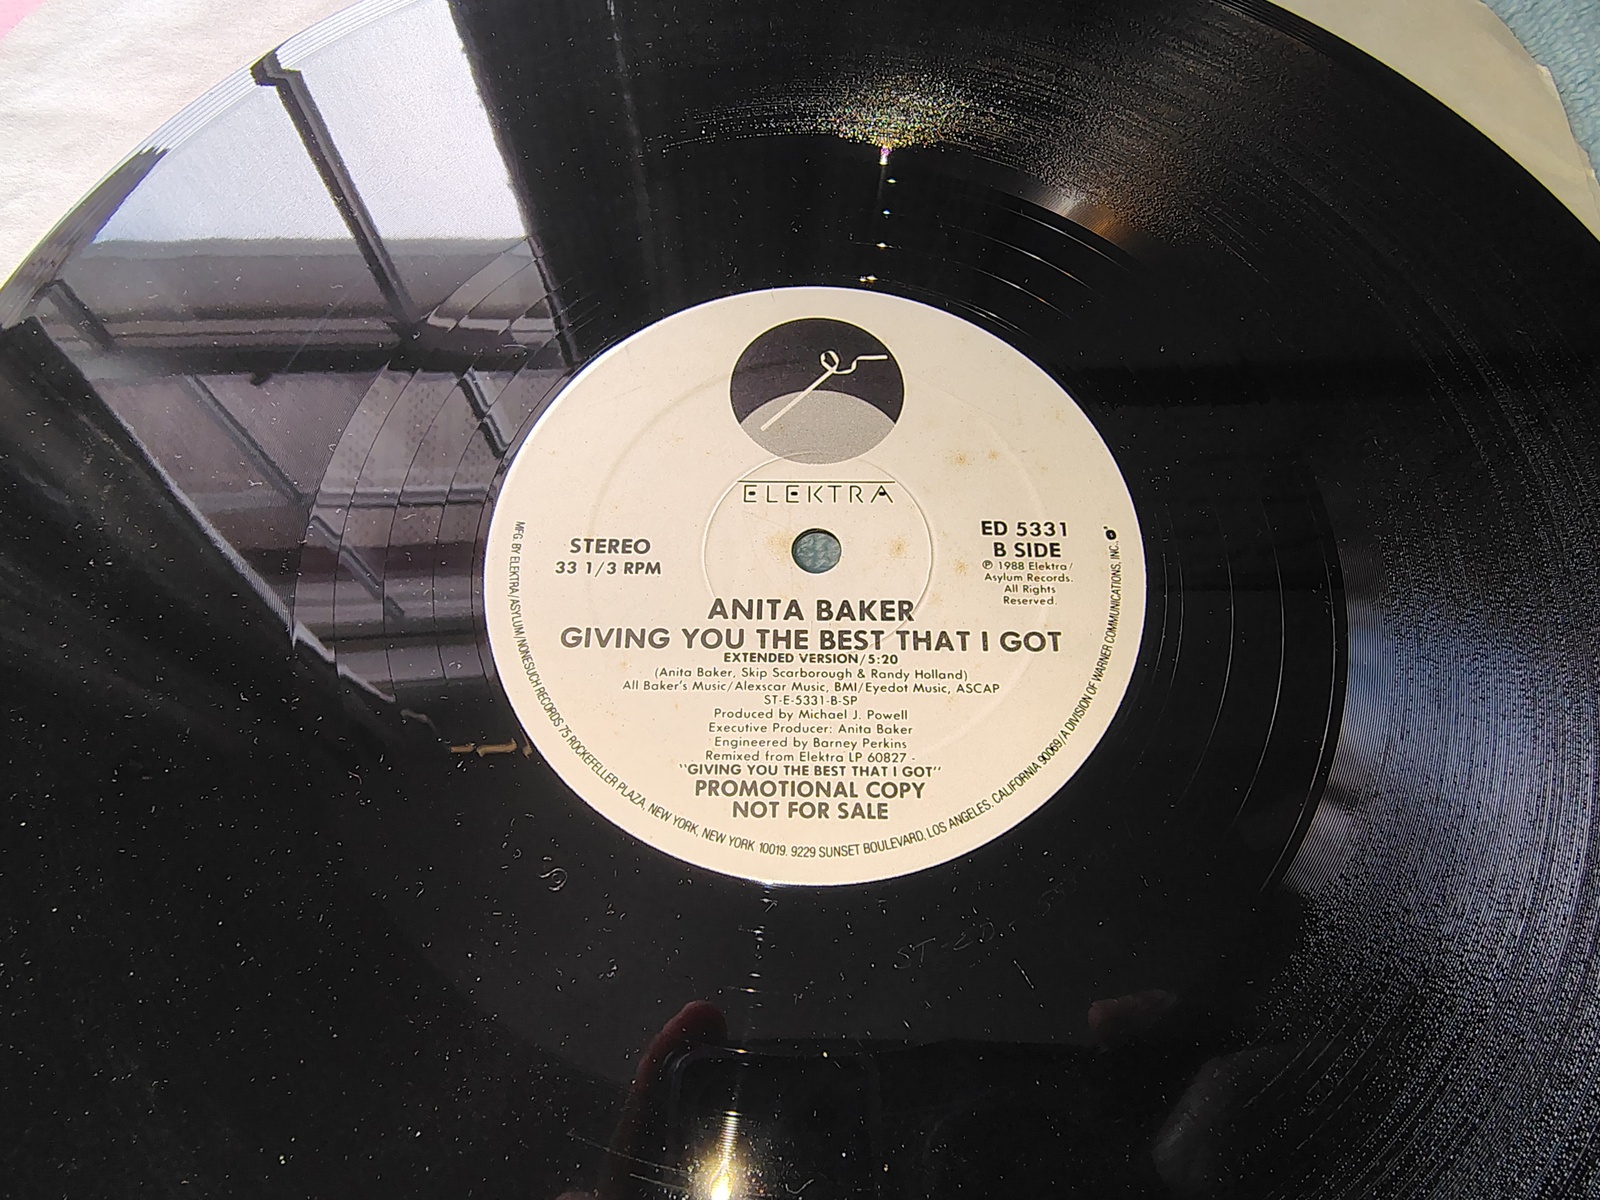 ELEKTRA
STEREO
33 1/3 RPM
ED 5331
B SIDE
℗ 1988 Elektra/
Asylum Records.
All Rights
Reserved.
ANITA BAKER
GIVING YOU THE BEST THAT I GOT
EXTENDED VERSION/5:20
(Anita Baker, Skip Scarborough & Randy Holland)
All Baker's Music/Alexscar Music, BMI/Eyedot Music, ASCAP
ST-E-5331-B-SP
Produced by Michael J. Powell
Executive Producer: Anita Baker
Engineered by Barney Perkins
Remixed from Elektra LP 60827 -
"GIVING YOU THE BEST THAT I GOT"
PROMOTIONAL COPY
NOT FOR SALE
MFG. BY ELEKTRA/ASYLUM/NONESUCH RECORDS 75 ROCKEFELLER PLAZA, NEW YORK, NEW YORK 10019. 9229 SUNSET BOULEVARD, LOS ANGELES, CALIFORNIA 90069/A DIVISION OF WARNER COMMUNICATIONS, INC.